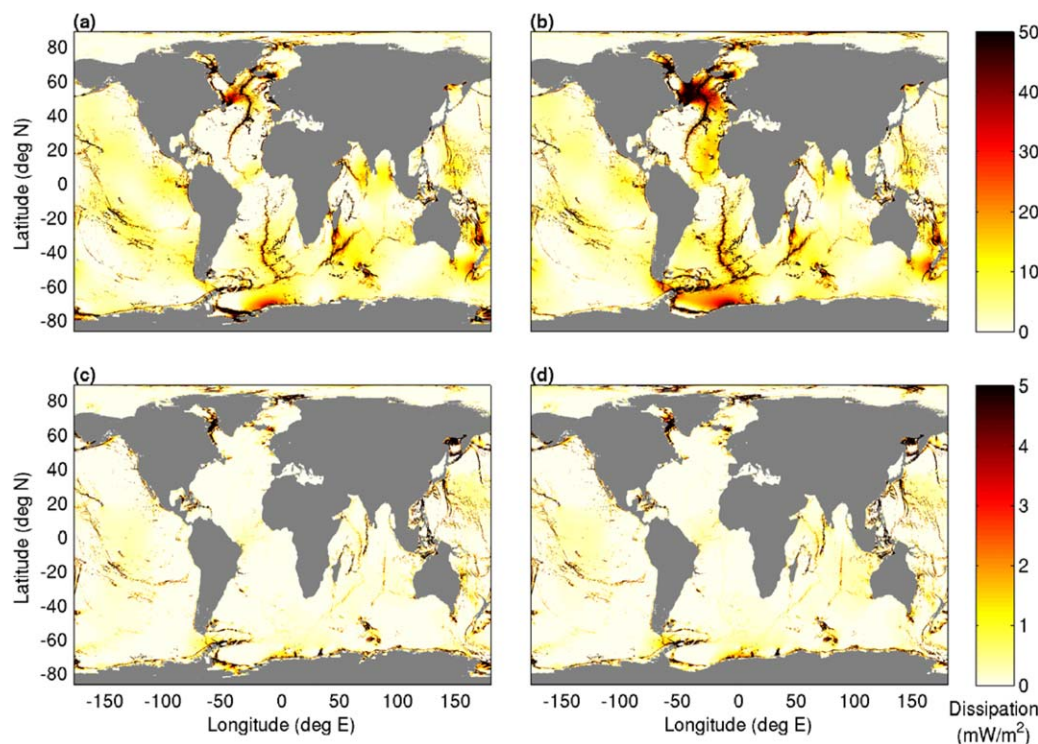 (a) (b)
80 60 40 20 0 -20 -40 -60 -80
Latitude (deg N)
50 40 30 20 10 0
(c) (d)
80 60 40 20 0 -20 -40 -60 -80
Latitude (deg N)
5 4 3 2 1 0
-150 -100 -50 0 50 100 150 -150 -100 -50 0 50 100 150
Longitude (deg E) Longitude (deg E)
Dissipation
(mW/m²)